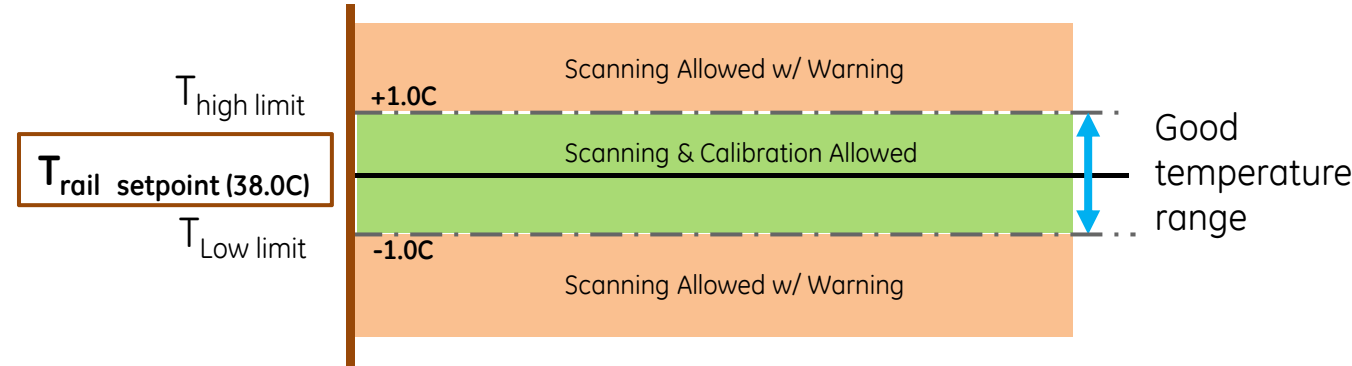 Scanning Allowed w/ Warning
T high limit
+1.0C
Scanning & Calibration Allowed
T rail setpoint (38.0C)
Good
temperature
range
T Low limit
-1.0C
Scanning Allowed w/ Warning